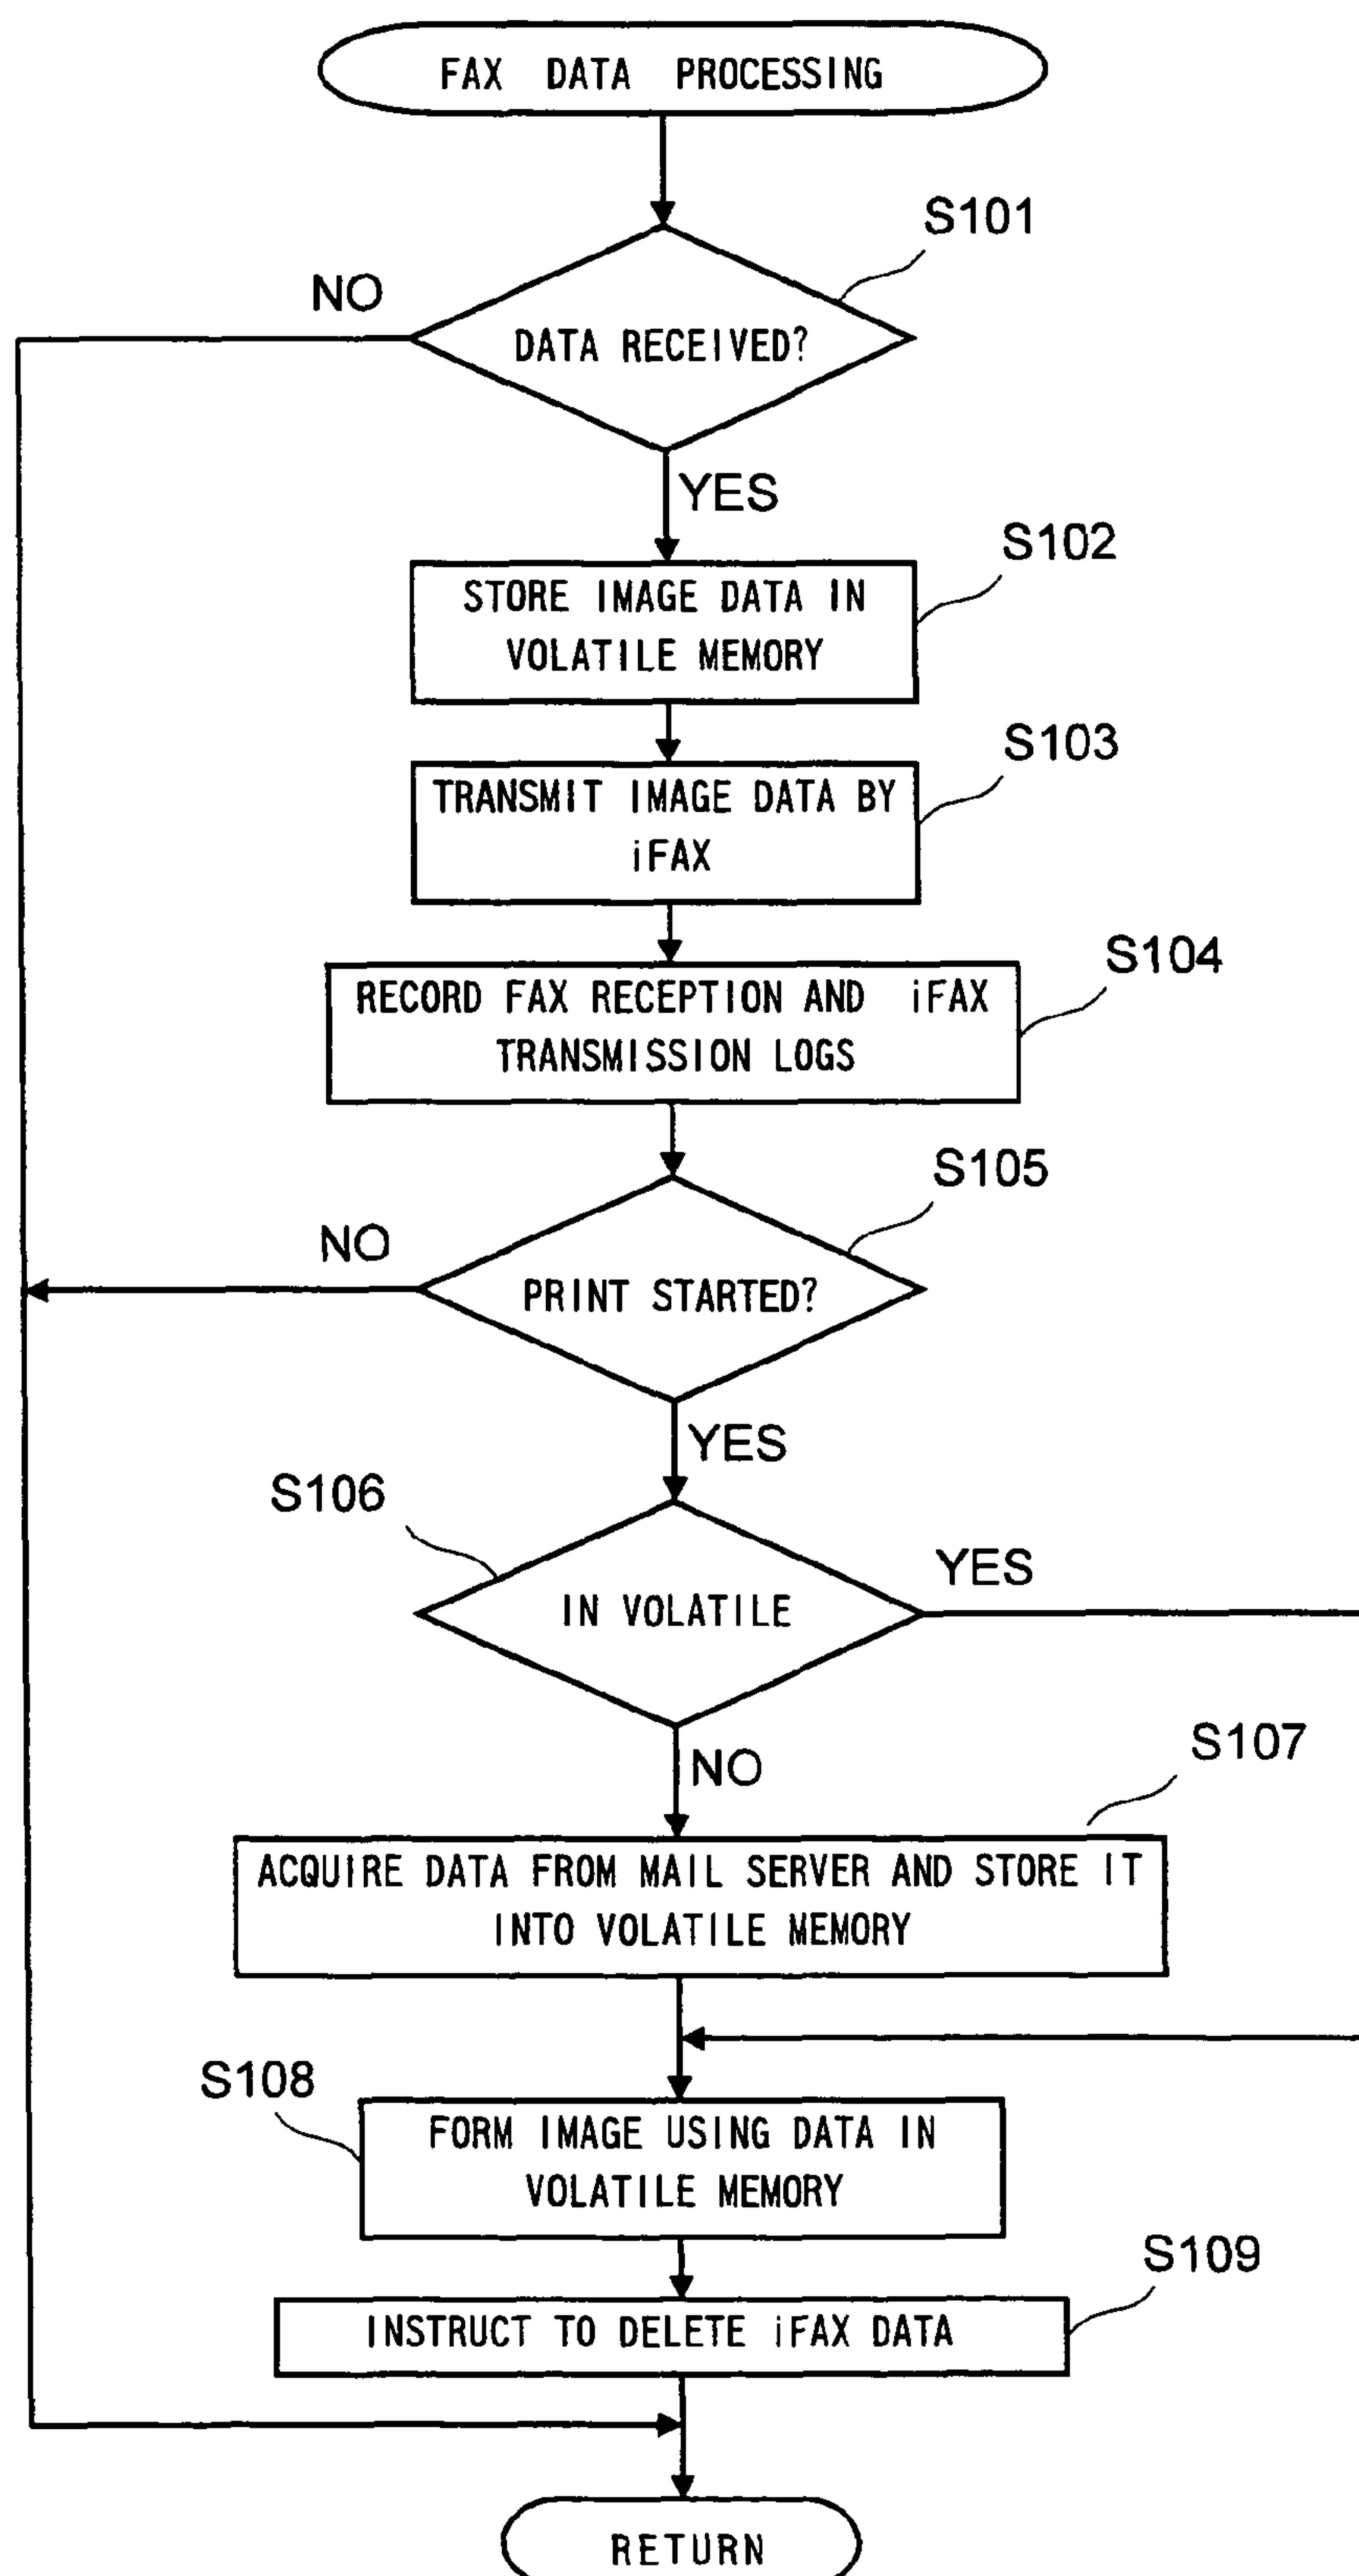 FAX DATA PROCESSING
S101
NO
DATA RECEIVED?
YES
S102
STORE IMAGE DATA IN
VOLATILE MEMORY
S103
TRANSMIT IMAGE DATA BY
iFAX
S104
RECORD FAX RECEPTION AND iFAX
TRANSMISSION LOGS
S105
NO
PRINT STARTED?
YES
S106
YES
IN VOLATILE
NO
S107
ACQUIRE DATA FROM MAIL SERVER AND STORE IT
INTO VOLATILE MEMORY
S108
FORM IMAGE USING DATA IN
VOLATILE MEMORY
S109
INSTRUCT TO DELETE iFAX DATA
RETURN